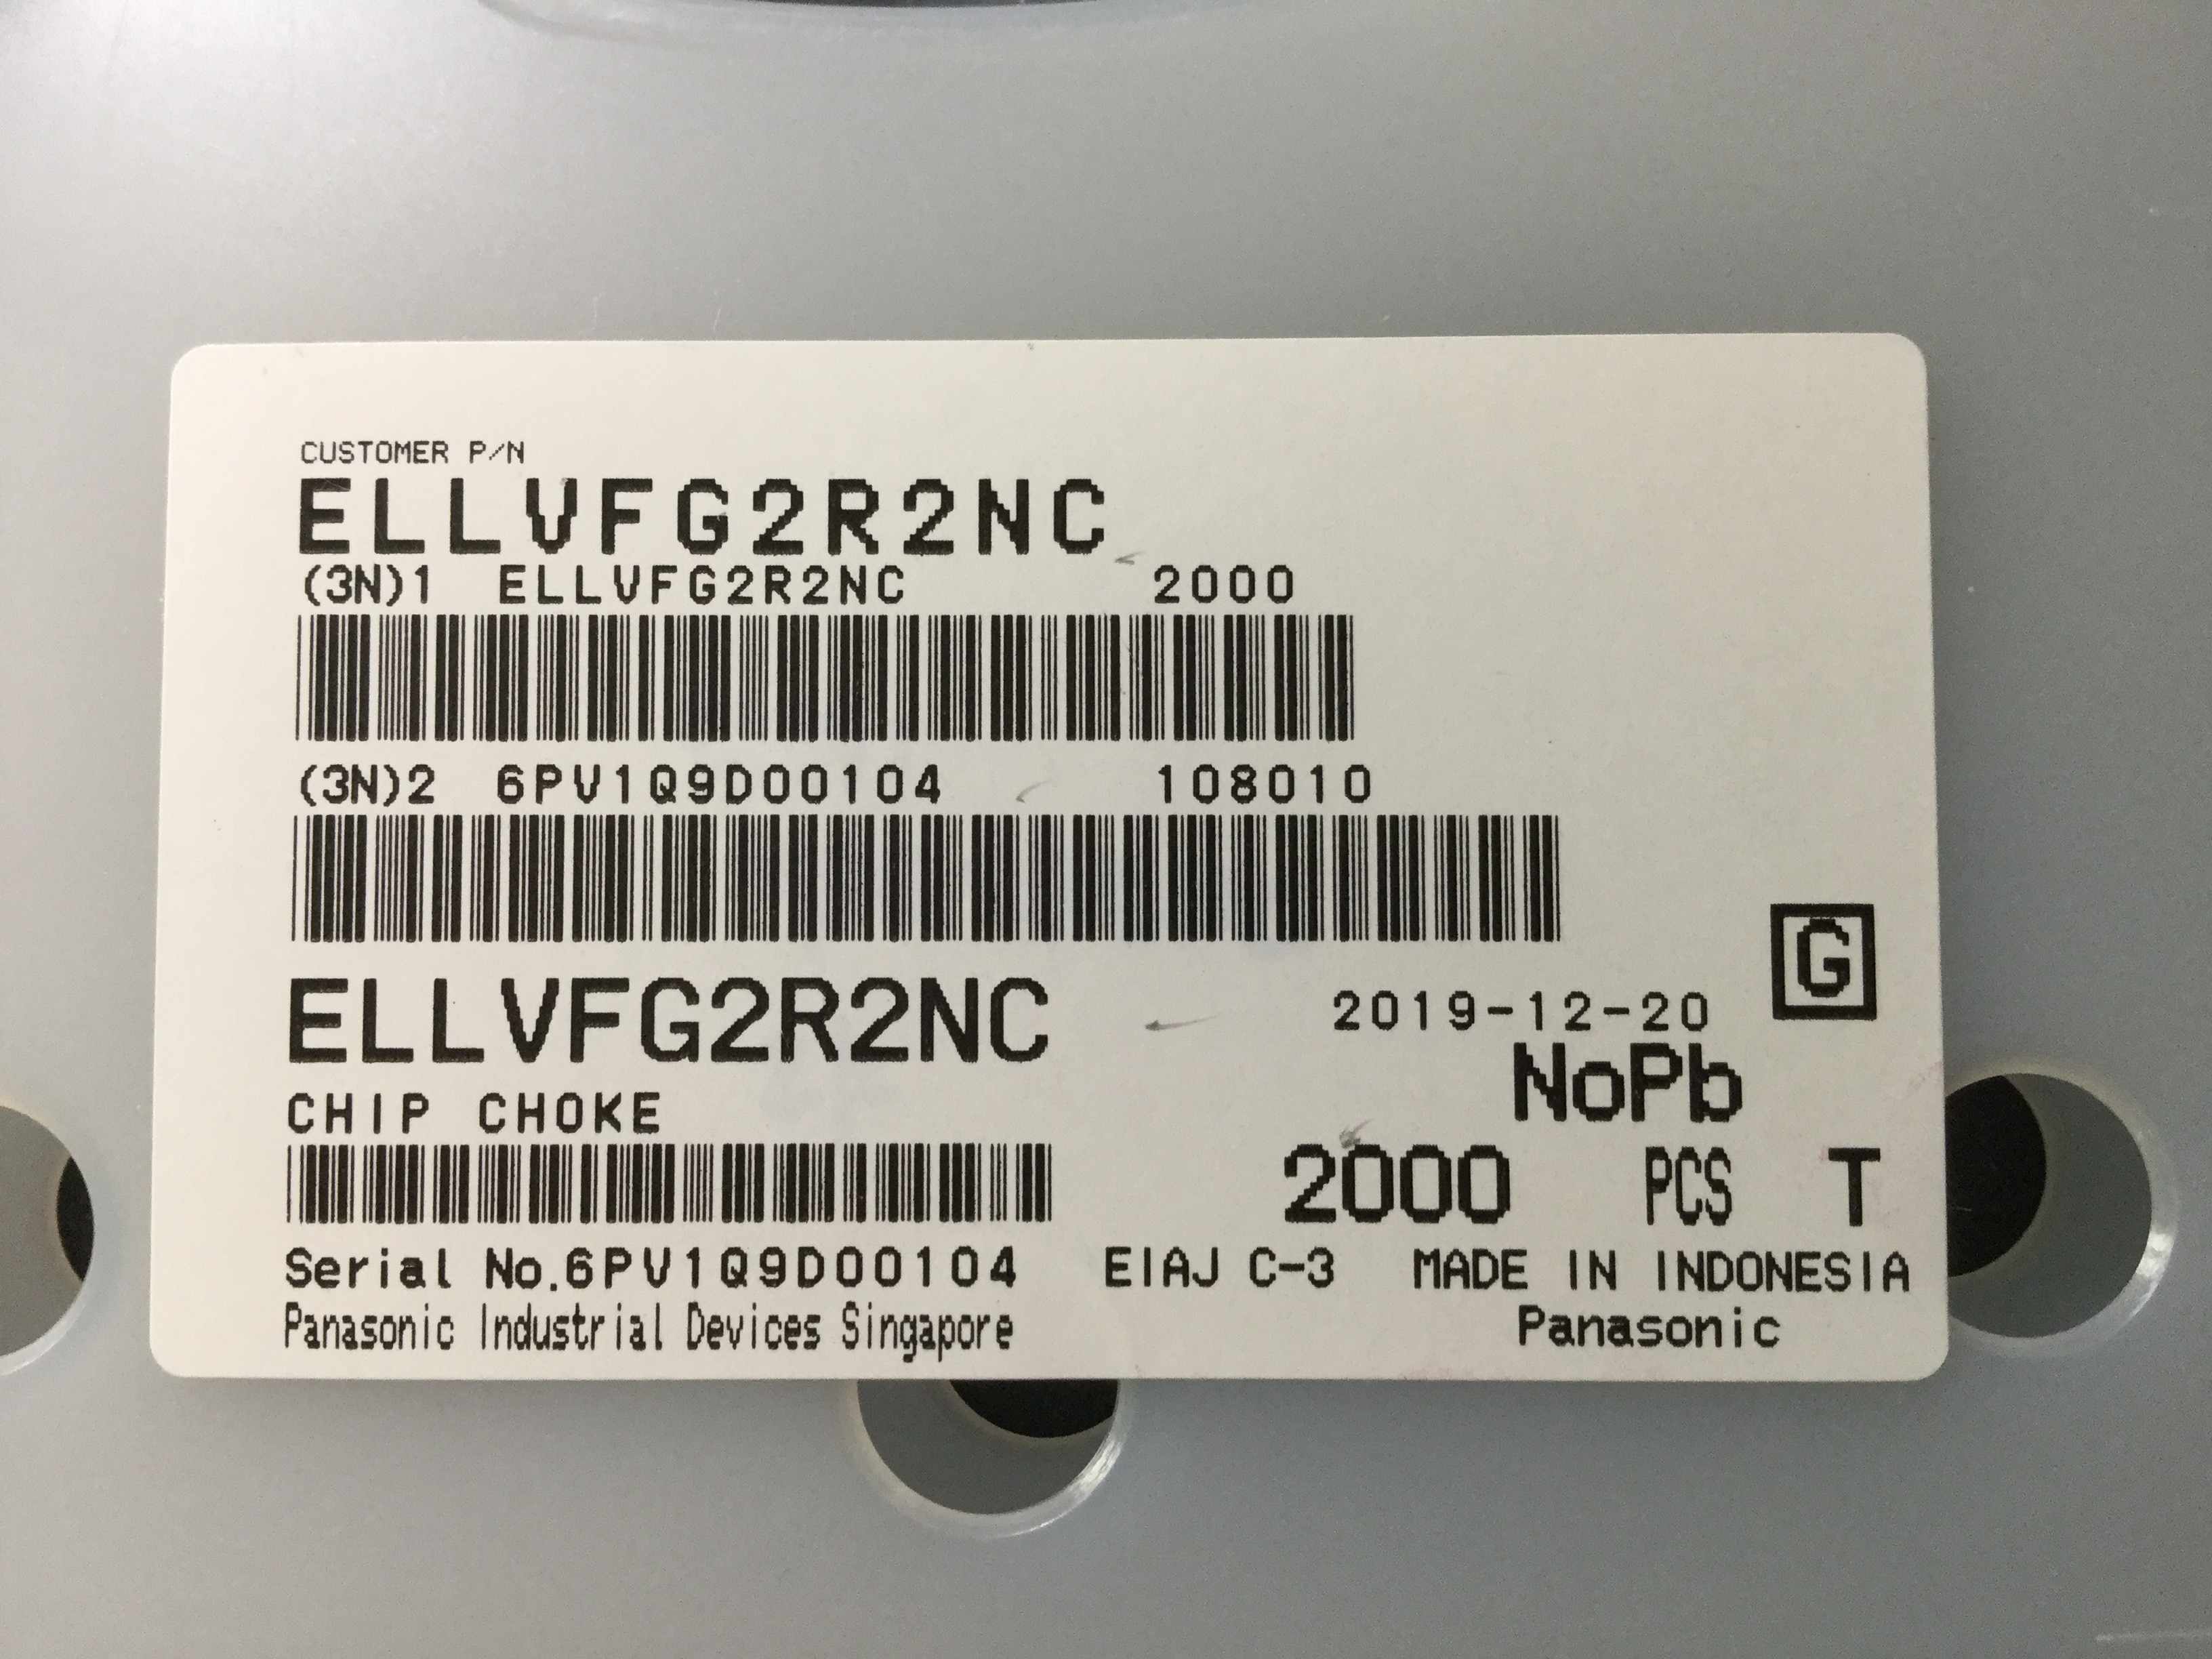 CUSTOMER P/N
ELLVFG2R2NC
(3N)1 ELLVFG2R2NC 2000
(3N)2 6PV1Q9D00104 108010
G
ELLVFG2R2NC 2019-12-20
NoPb
CHIP CHOKE
2000 PCS T
Serial No.6PV1Q9D00104 EIAJ C-3 MADE IN INDONESIA
Panasonic Industrial Devices Singapore Panasonic